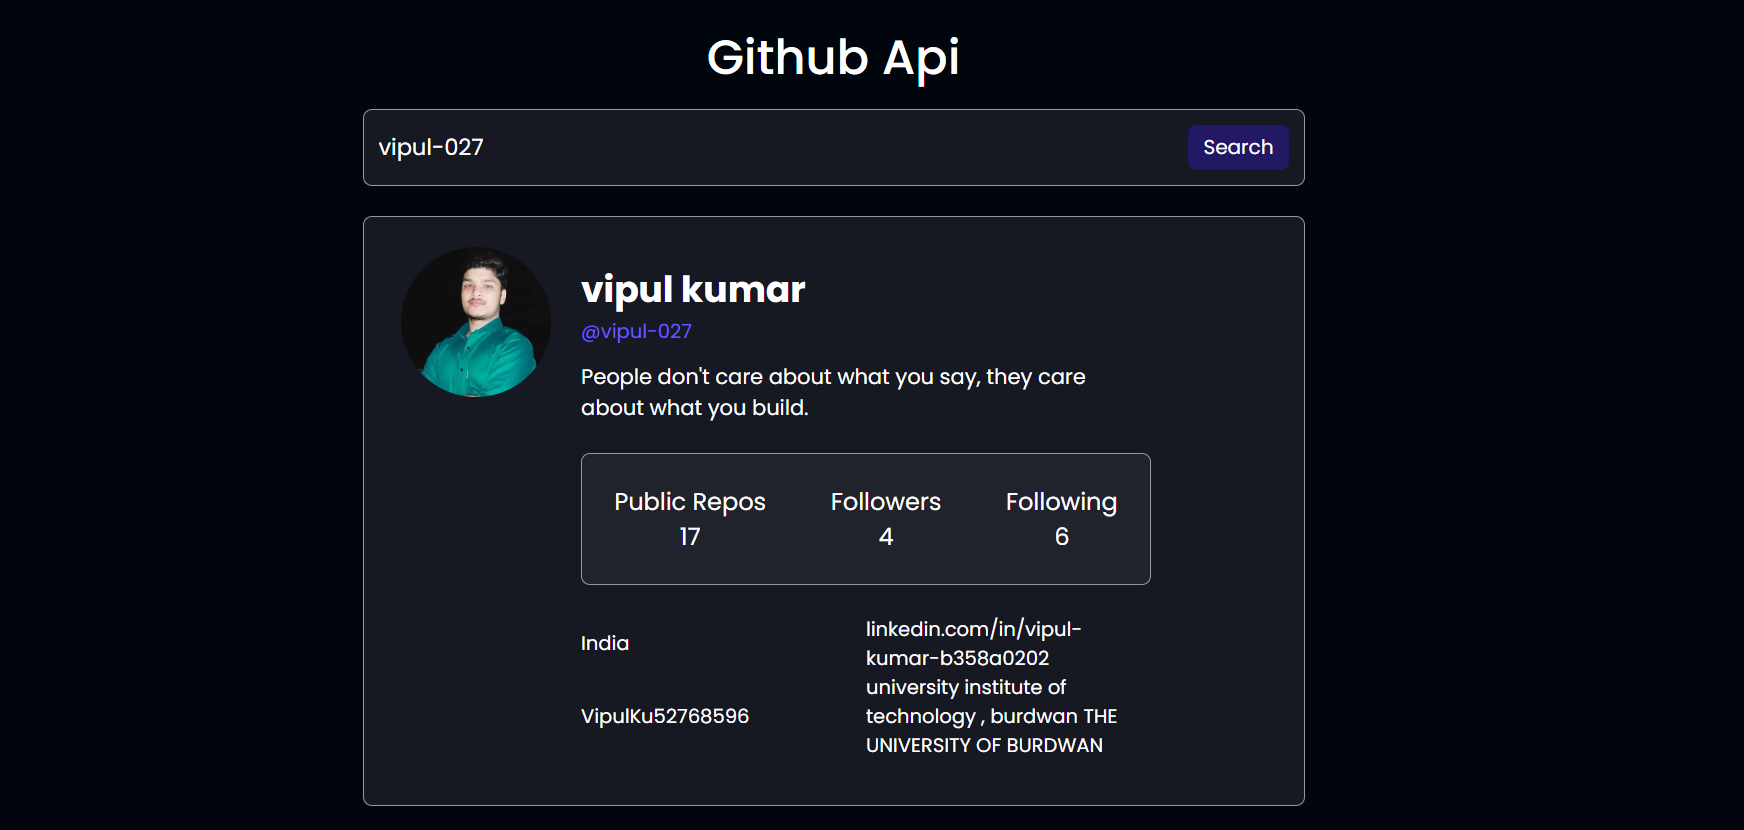 Github Api
vipul-027
Search
vipul kumar
@vipul-027
People don't care about what you say, they care
about what you build.
Public Repos Followers Following
17 4 6
India
linkedin.com/in/vipul-
kumar-b358a0202
VipulKu52768596
university institute of
technology , burdwan THE
UNIVERSITY OF BURDWAN